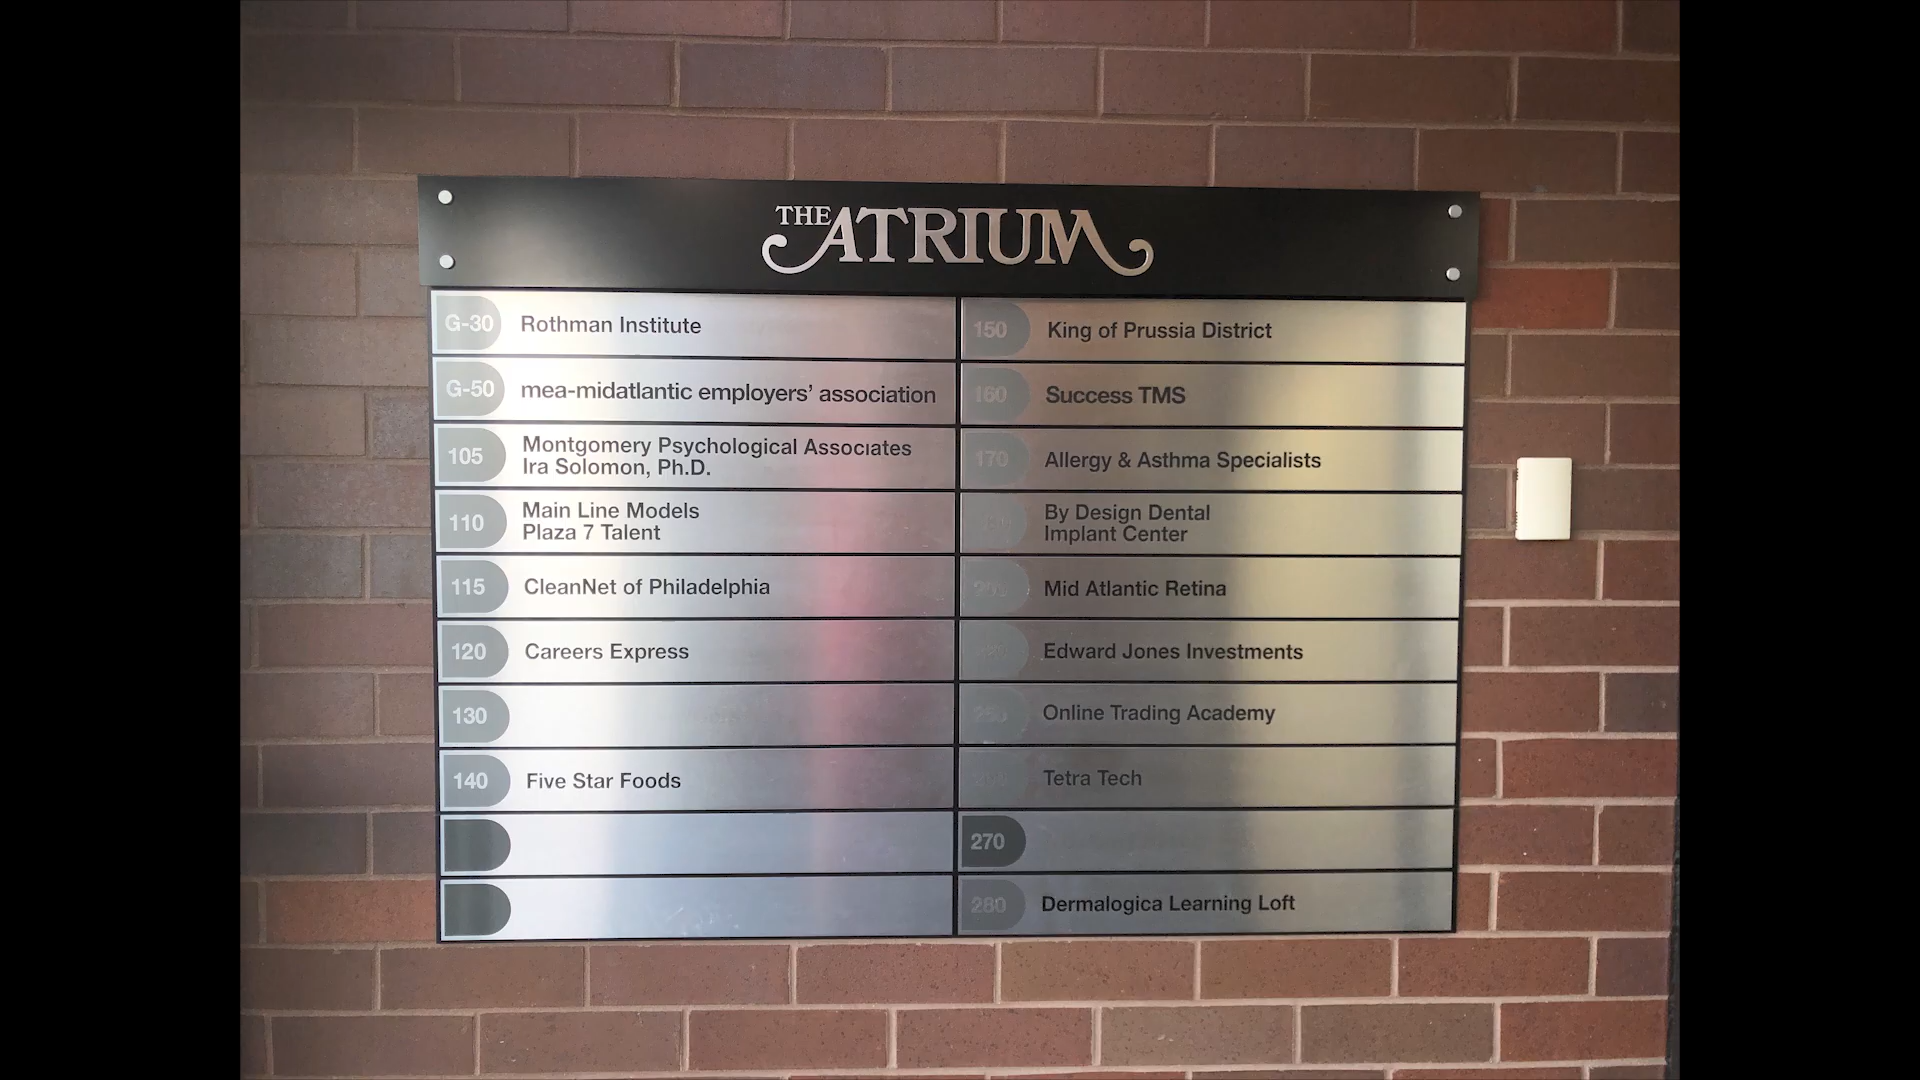 THE ATRIUM
G-30 Rothman Institute
G-50 mea-midatlantic employers' association
105 Montgomery Psychological Associates
Ira Solomon, Ph.D.
110 Main Line Models
Plaza 7 Talent
115 CleanNet of Philadelphia
120 Careers Express
130
140 Five Star Foods
150 King of Prussia District
160 Success TMS
170 Allergy & Asthma Specialists
By Design Dental
Implant Center
Mid Atlantic Retina
Edward Jones Investments
Online Trading Academy
Tetra Tech
270
280 Dermalogica Learning Loft